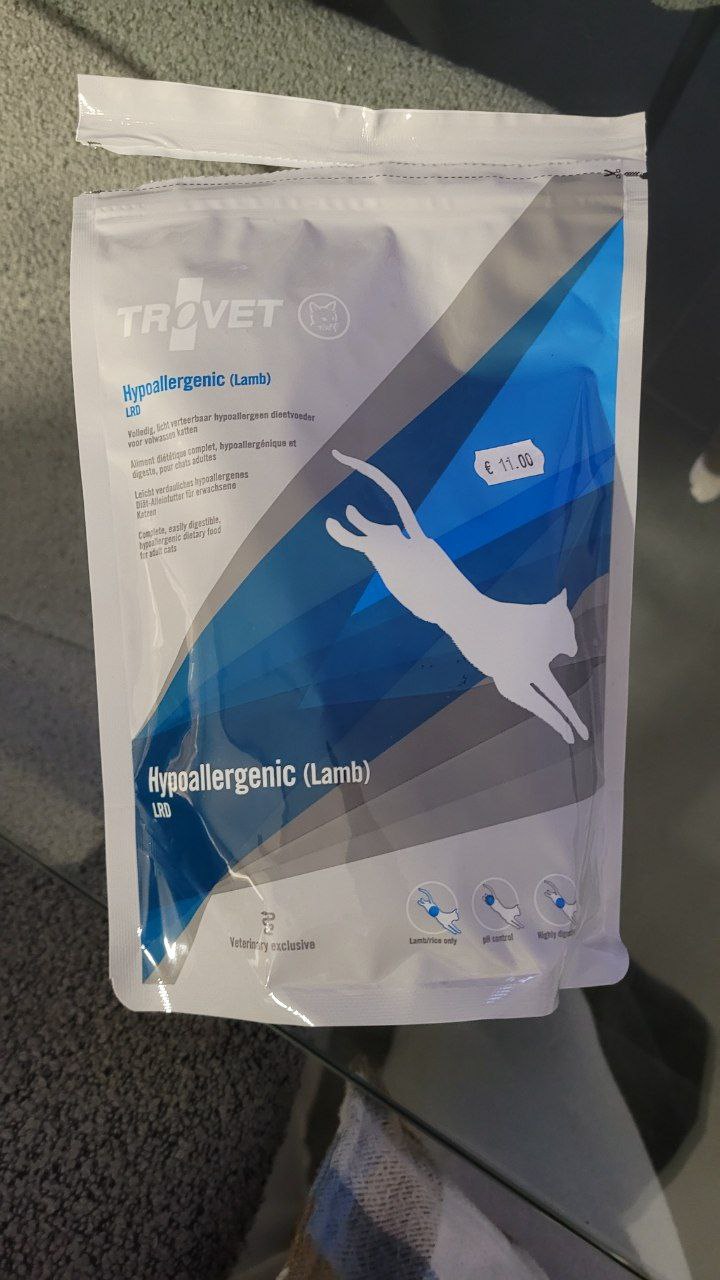 TROVET
Hypoallergenic (Lamb)
LRD
Volledig, licht verteerbaar hypoallergeen dieetvoeder
voor volwassen katten
Aliment diététique complet, hypoallergénique et
digeste, pour chats adultes
Leicht verdauliches hypoallergenes
Diät-Alleinfutter für erwachsene
Katzen
Complete, easily digestible,
hypoallergenic dietary food
for adult cats
€ 11.00
Hypoallergenic (Lamb)
LRD
Veterinary exclusive
Lamb/rice only
pH control
Highly